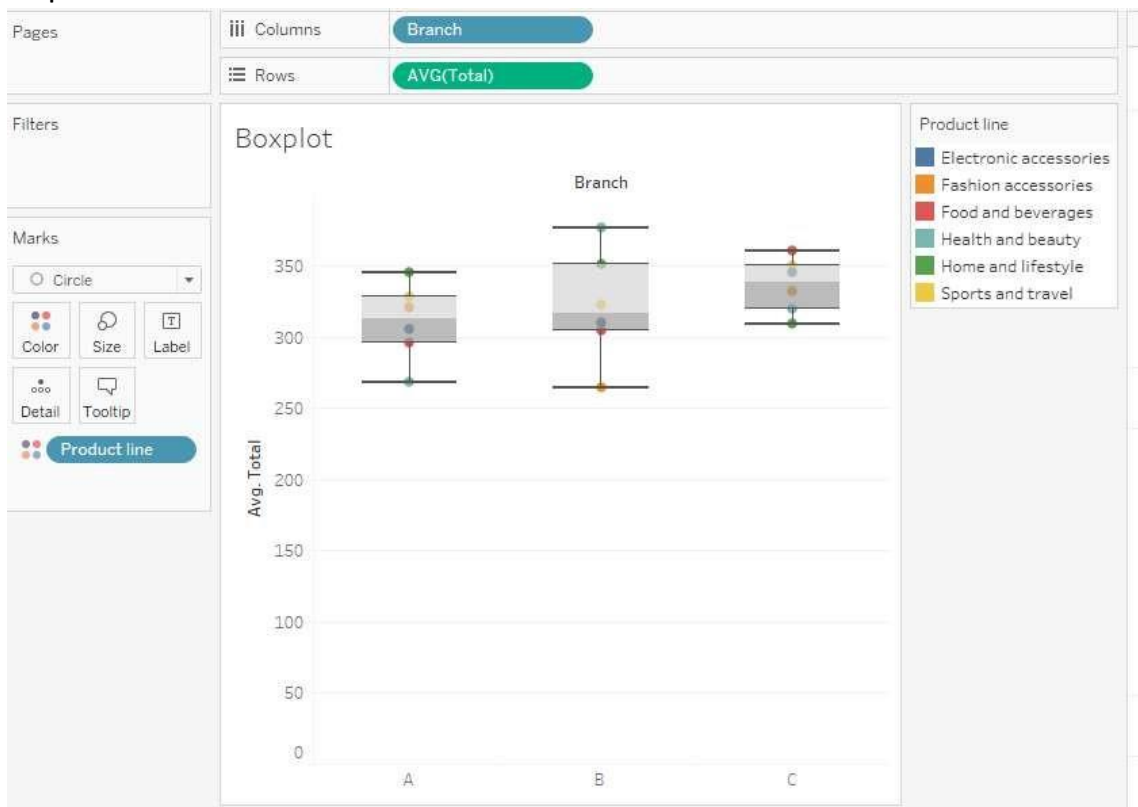 Pages
Columns
Branch
Rows
AVG(Total)
Filters
Marks
Circle
Color
Size
Label
Detail
Tooltip
Product line
Boxplot
Branch
Avg. Total
350
300
250
200
150
100
50
0
A
B
C
Product line
Electronic accessories
Fashion accessories
Food and beverages
Health and beauty
Home and lifestyle
Sports and travel